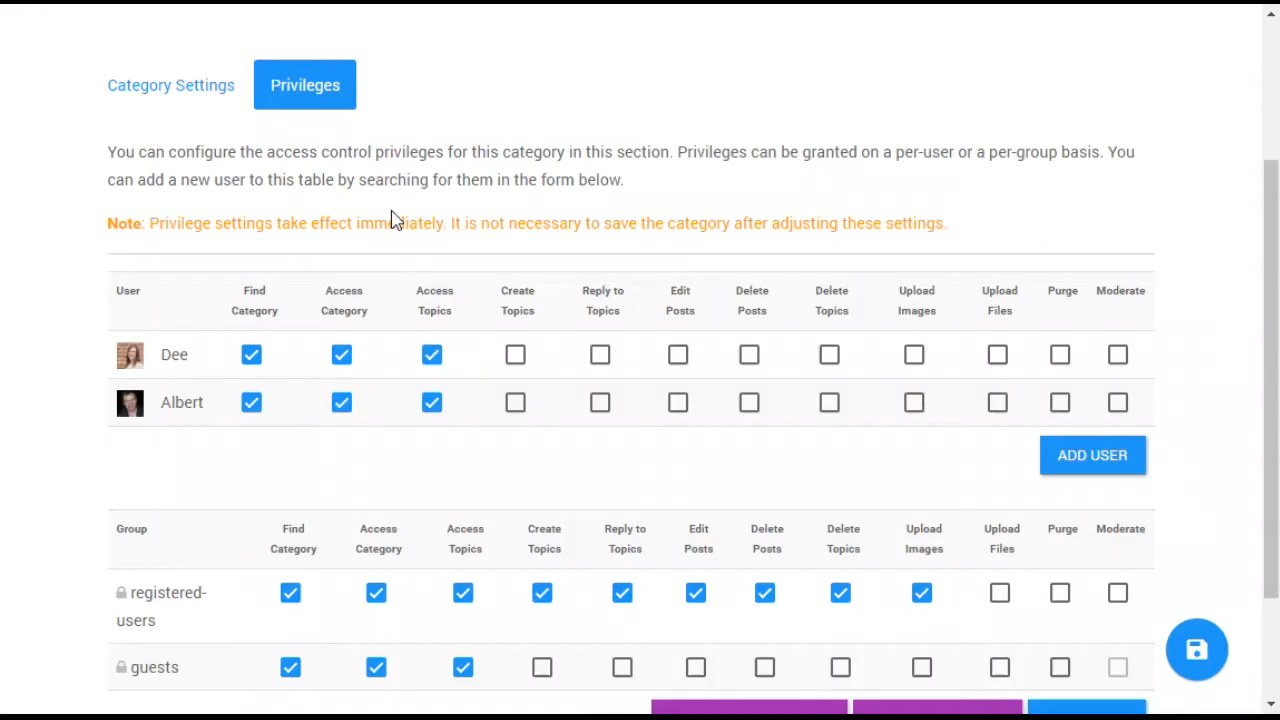 Category Settings
Privileges
You can configure the access control privileges for this category in this section. Privileges can be granted on a per-user or a per-group basis. You
can add a new user to this table by searching for them in the form below.
Note: Privilege settings take effect immediately. It is not necessary to save the category after adjusting these settings.
User Find Category Access Category Access Topics Create Topics Reply to Topics Edit Posts Delete Posts Delete Topics Upload Images Upload Files Purge Moderate
Dee
Albert
ADD USER
Group Find Category Access Category Access Topics Create Topics Reply to Topics Edit Posts Delete Posts Delete Topics Upload Images Upload Files Purge Moderate
registered-
users
guests